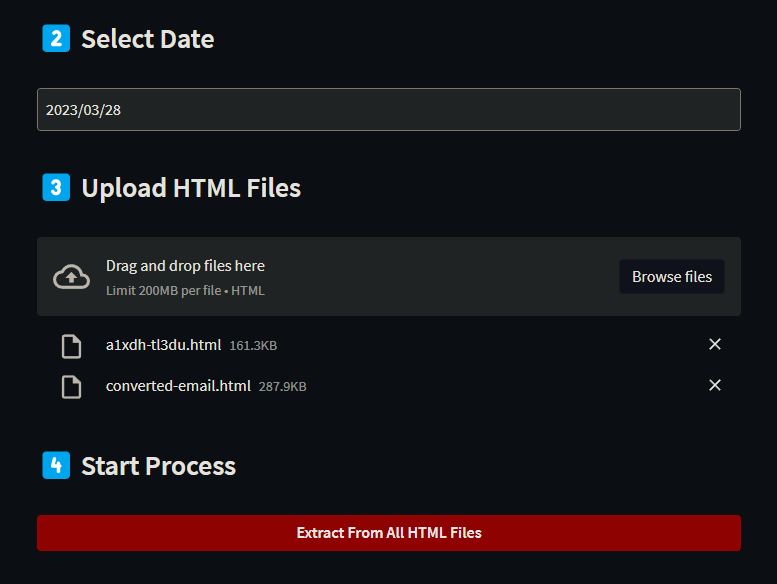 2 Select Date
2023/03/28
3 Upload HTML Files
Drag and drop files here
Limit 200MB per file • HTML
Browse files
a1xdh-tl3du.html 161.3KB
converted-email.html 287.9KB
4 Start Process
Extract From All HTML Files